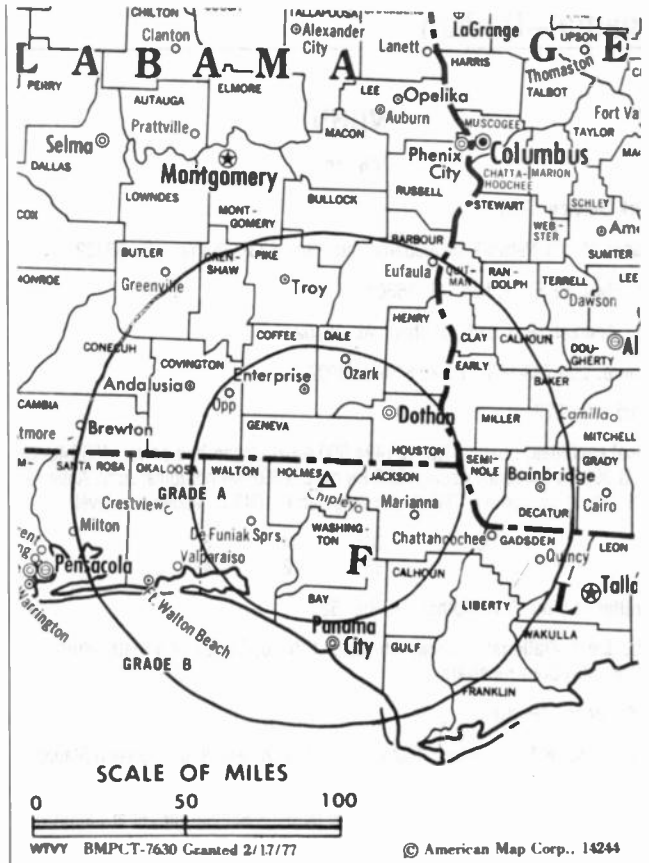 CHILTON
TALLAPOOSA
Clanton
Alexander
City
Lanett
LaGrange
HARRIS
G E
UPSON
Thomaston
TALBOT
L A B A M A
PERRY
AUTAUGA
ELMORE
LEE
Opelika
Prattville
Auburn
MACON
MUSCOGEE
Fort Va
TAYLOR
Selma
DALLAS
Montgomery
Phenix
City
Columbus
CHATTA-
HOOCHEE
MARION
MA
LOWNDES
MONT-
GOMERY
BULLOCK
RUSSELL
STEWART
SCHLEY
WEB-
STER
Ame
SUMTER
COX
BUTLER
CREN-
SHAW
PIKE
BARBOUR
Eufaula
QUIT-
MAN
RAN-
DOLPH
TERRELL
LEE
Dawson
MONROE
Greenville
Troy
HENRY
CLAY
CALHOUN
DOU-
GHERTY
Al
CONECUH
COVINGTON
COFFEE
DALE
EARLY
BAKER
Andalusia
Enterprise
Ozark
Opp
CAMBIA
Brewton
tmore
GENEVA
Dothan
HOUSTON
MILLER
Camilla
MITCHELL
SEMI-
NOLE
GRADY
M-
SANTA ROSA
OKALOOSA
WALTON
HOLMES
JACKSON
Bainbridge
GRADE A
Crestview
Chipley
Marianna
DECATUR
Cairo
Milton
De Funiak Sprs.
WASHING-
TON
Chattahoochee
GADSDEN
LEON
Quincy
Pensacola
Valparaiso
F
CALHOUN
L
Talla
Warrington
Ft. Walton Beach
BAY
LIBERTY
Panama
City
GULF
WAKULLA
GRADE B
FRANKLIN
SCALE OF MILES
0 50 100
WTVY BMPCT-7630 Granted 2/17/77
© American Map Corp., 14244